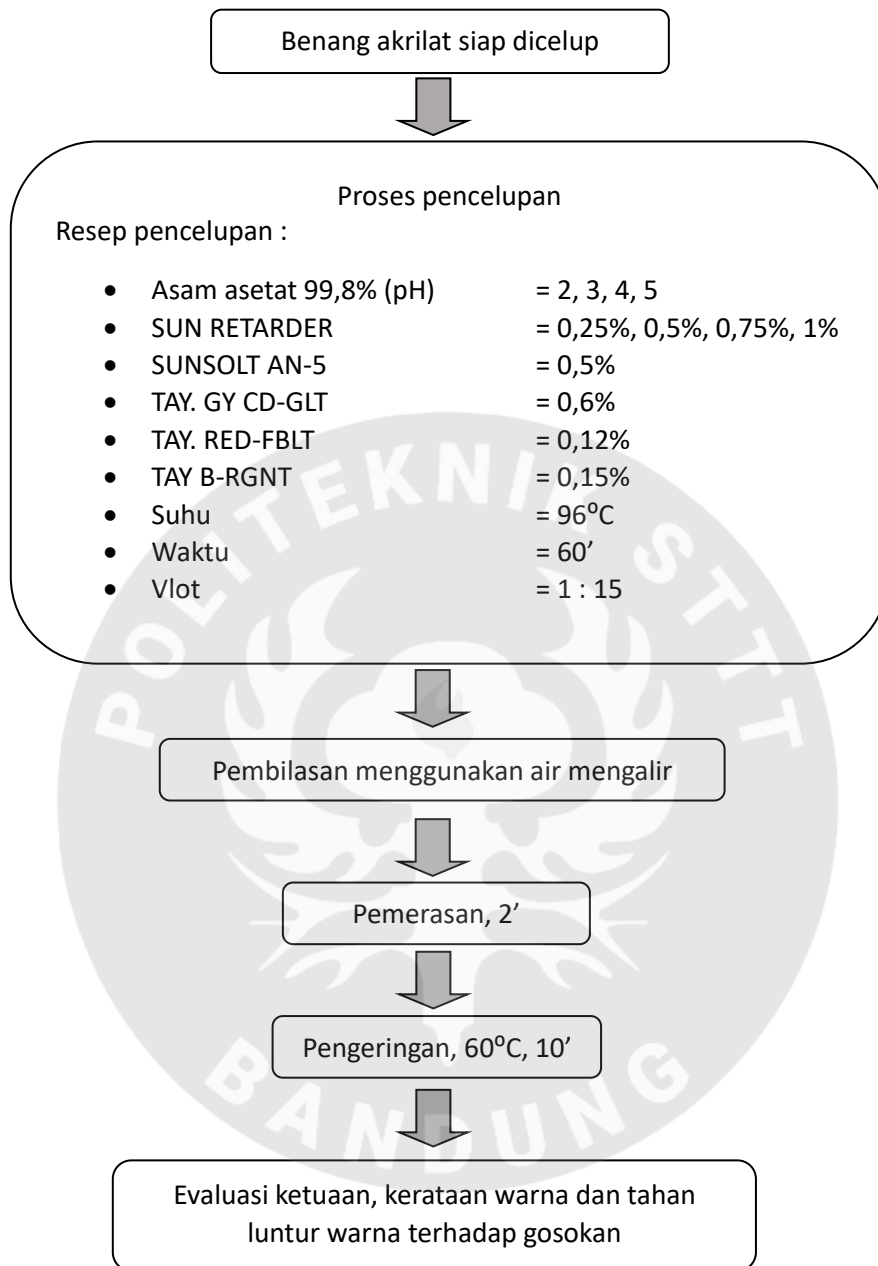 Benang akrilat siap dicelup
Proses pencelupan
Resep pencelupan :
• Asam asetat 99,8% (pH) = 2, 3, 4, 5
• SUN RETARDER = 0,25%, 0,5%, 0,75%, 1%
• SUNSOLT AN-5 = 0,5%
• TAY. GY CD-GLT = 0,6%
• TAY. RED-FBLT = 0,12%
• TAY B-RGNT = 0,15%
• Suhu = 96⁰C
• Waktu = 60’
• Vlot = 1 : 15
Pembilasan menggunakan air mengalir
Pemerasan, 2’
Pengeringan, 60⁰C, 10’
Evaluasi ketuaan, kerataan warna dan tahan
luntur warna terhadap gosokan
POLITEKNIK STTT
BANDUNG